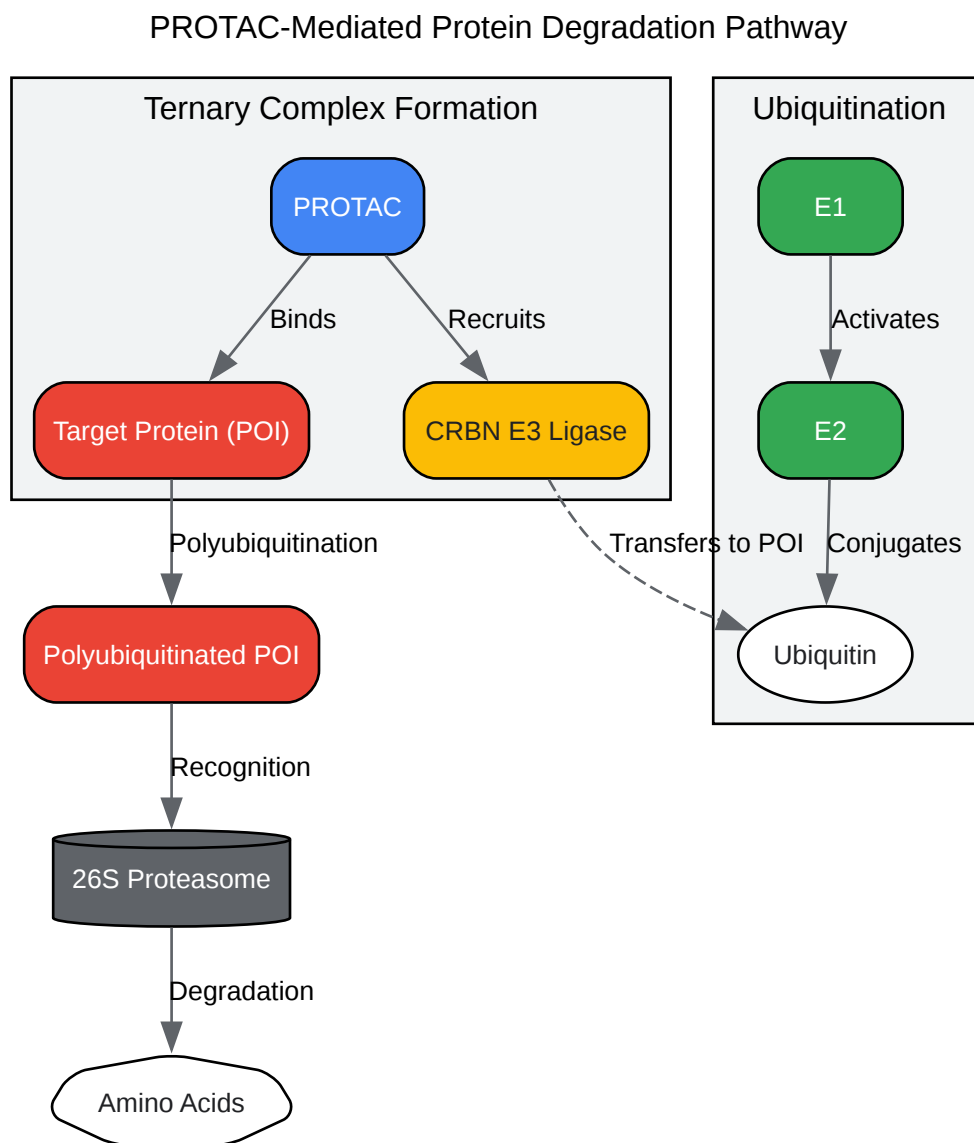 PROTAC-Mediated Protein Degradation Pathway
Ternary Complex Formation
Ubiquitination
PROTAC
E1
Binds
Recruits
Activates
Target Protein (POI)
CRBN E3 Ligase
E2
Polyubiquitination
Transfers to POI
Conjugates
Polyubiquitinated POI
Ubiquitin
Recognition
26S Proteasome
Degradation
Amino Acids